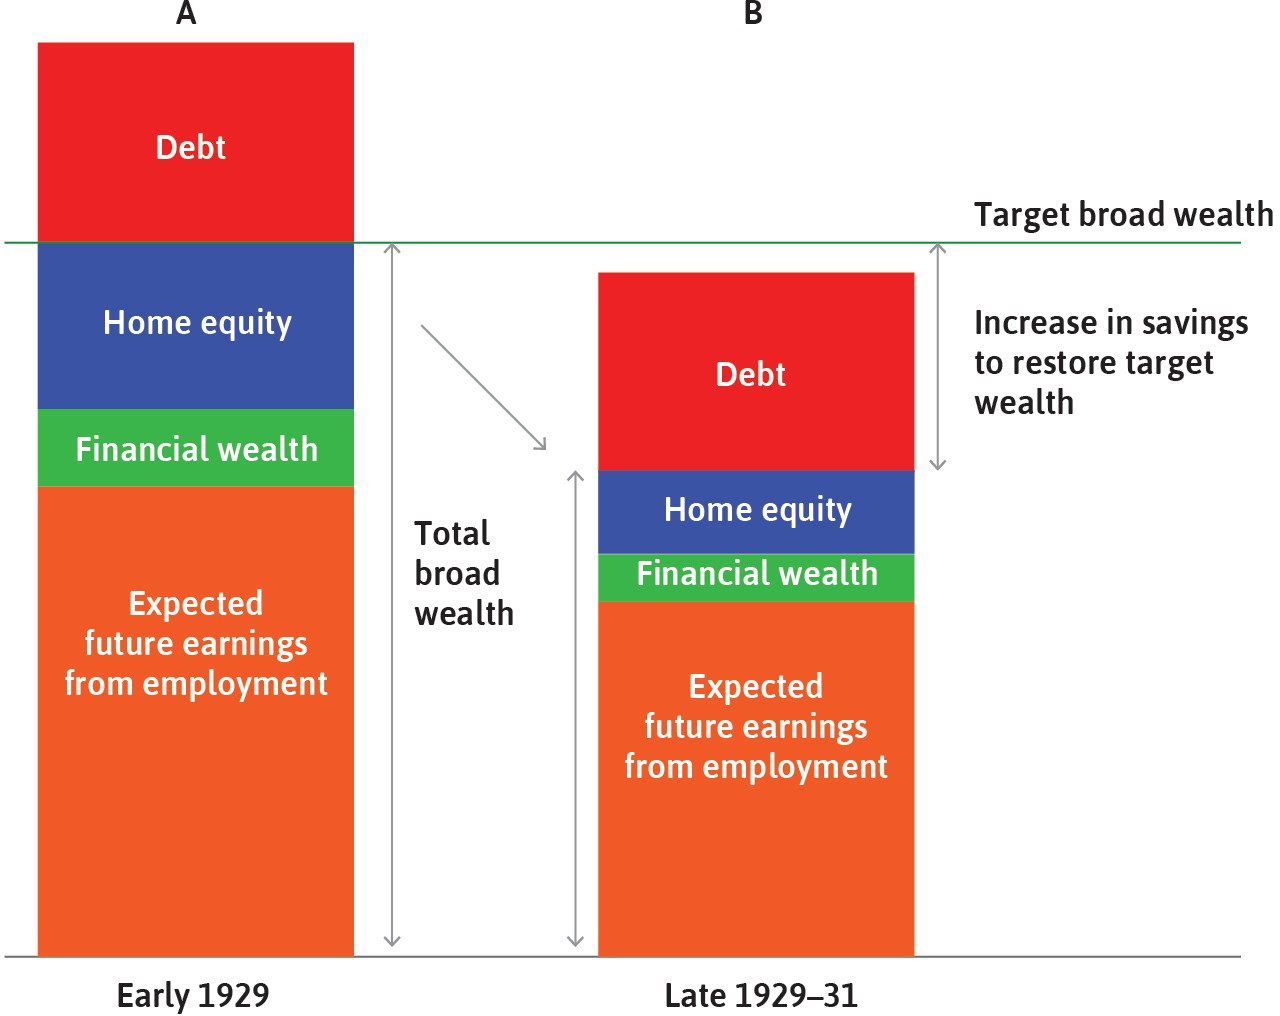 A
B
Debt
Target broad wealth
Home equity
Increase in savings
to restore target
wealth
Debt
Financial wealth
Home equity
Total
broad
wealth
Financial wealth
Expected
future earnings
from employment
Expected
future earnings
from employment
Early 1929
Late 1929–31